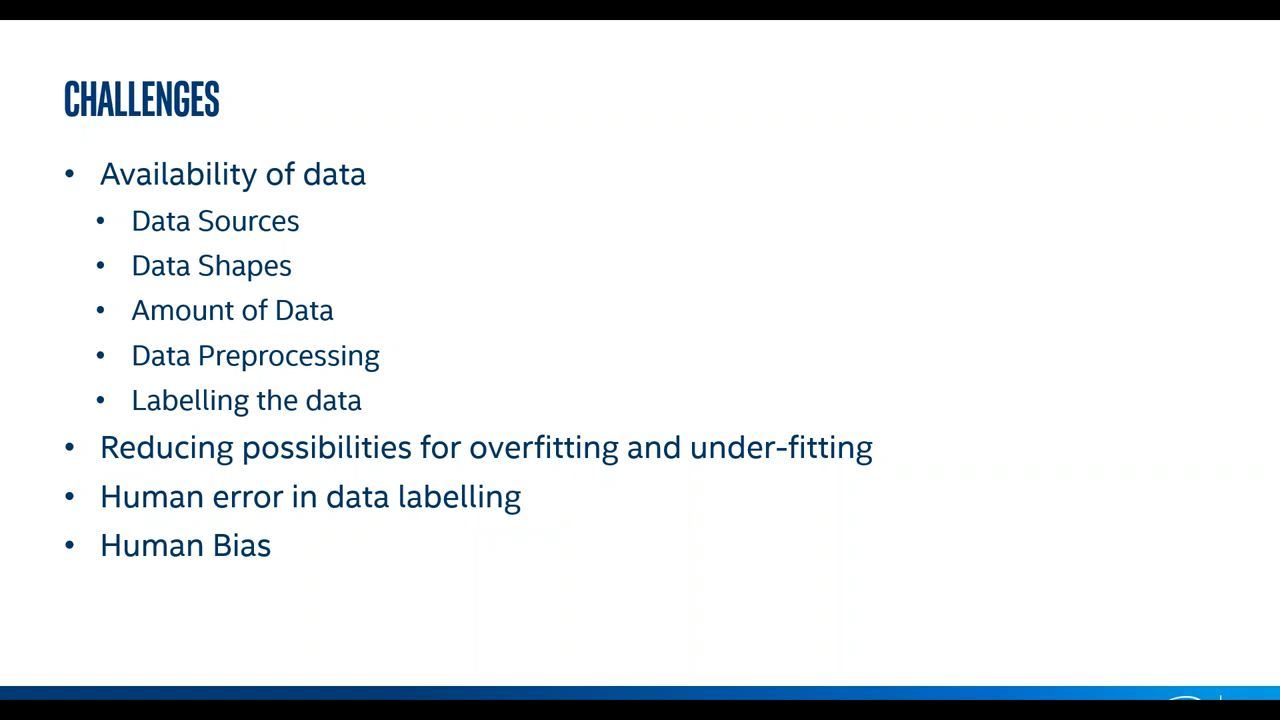 CHALLENGES
• Availability of data
• Data Sources
• Data Shapes
• Amount of Data
• Data Preprocessing
• Labelling the data
• Reducing possibilities for overfitting and under-fitting
• Human error in data labelling
• Human Bias